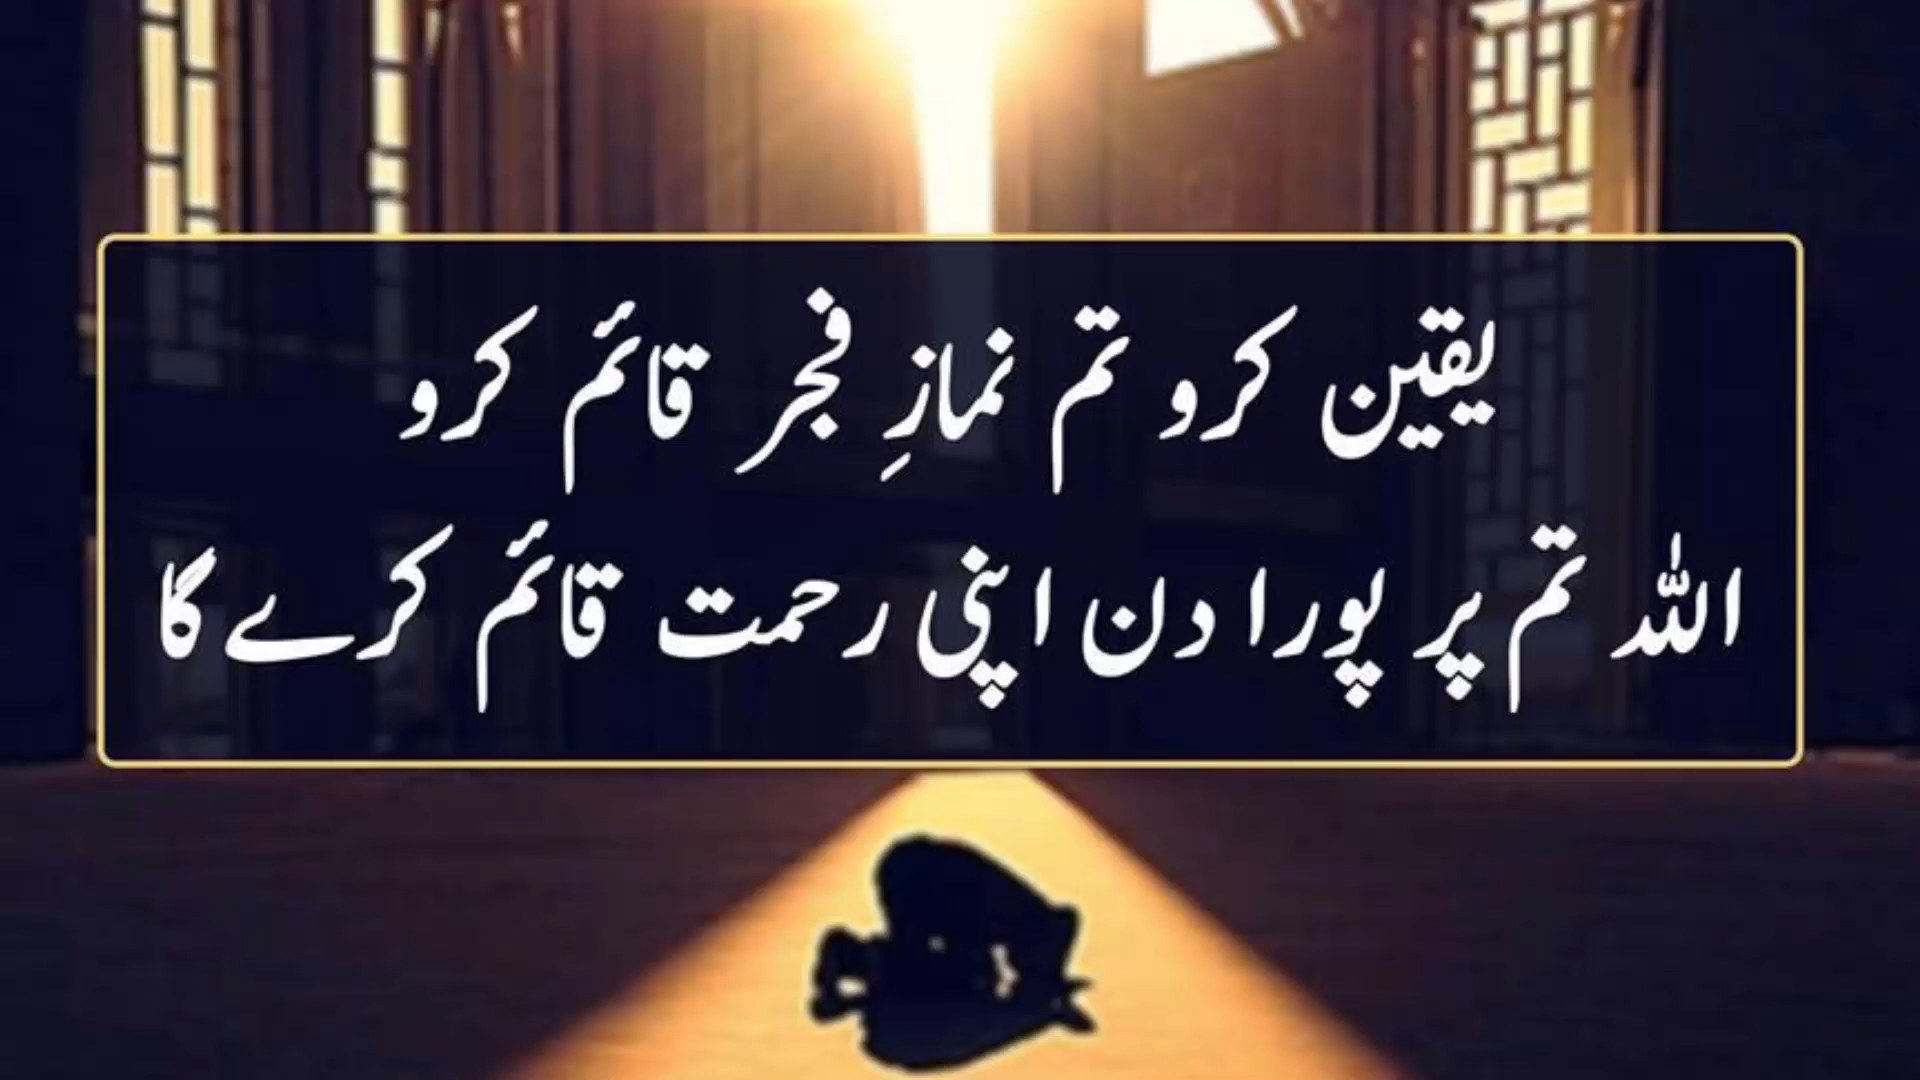 یقین کرو تم نمازِ فجر قائم کرو
اللہ تم پر پورا دن اپنی رحمت قائم کرے گا